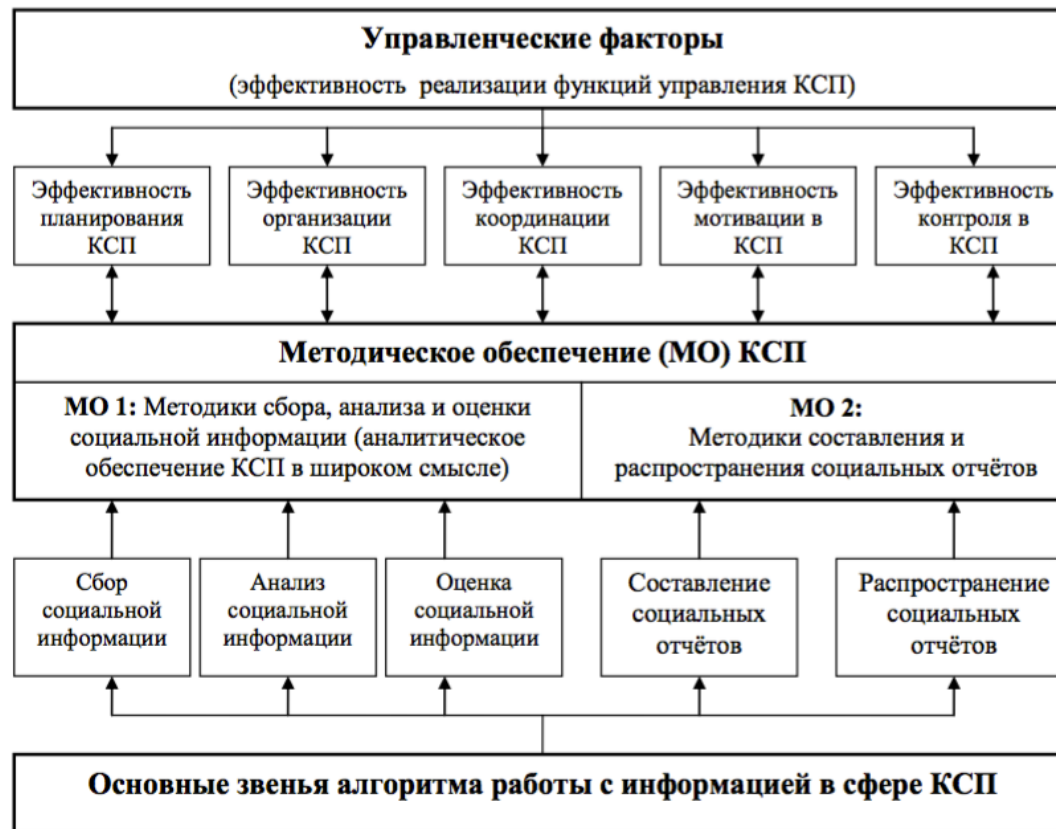 Управленческие факторы
(эффективность реализации функций управления КСП)
Эффективность
планирования
КСП
Эффективность
организации
КСП
Эффективность
координации
КСП
Эффективность
мотивации в
КСП
Эффективность
контроля в
КСП
Методическое обеспечение (МО) КСП
МО 1: Методики сбора, анализа и оценки
социальной информации (аналитическое
обеспечение КСП в широком смысле)
МО 2:
Методики составления и
распространения социальных отчётов
Сбор
социальной
информации
Анализ
социальной
информации
Оценка
социальной
информации
Составление
социальных
отчётов
Распространение
социальных
отчётов
Основные звенья алгоритма работы с информацией в сфере КСП